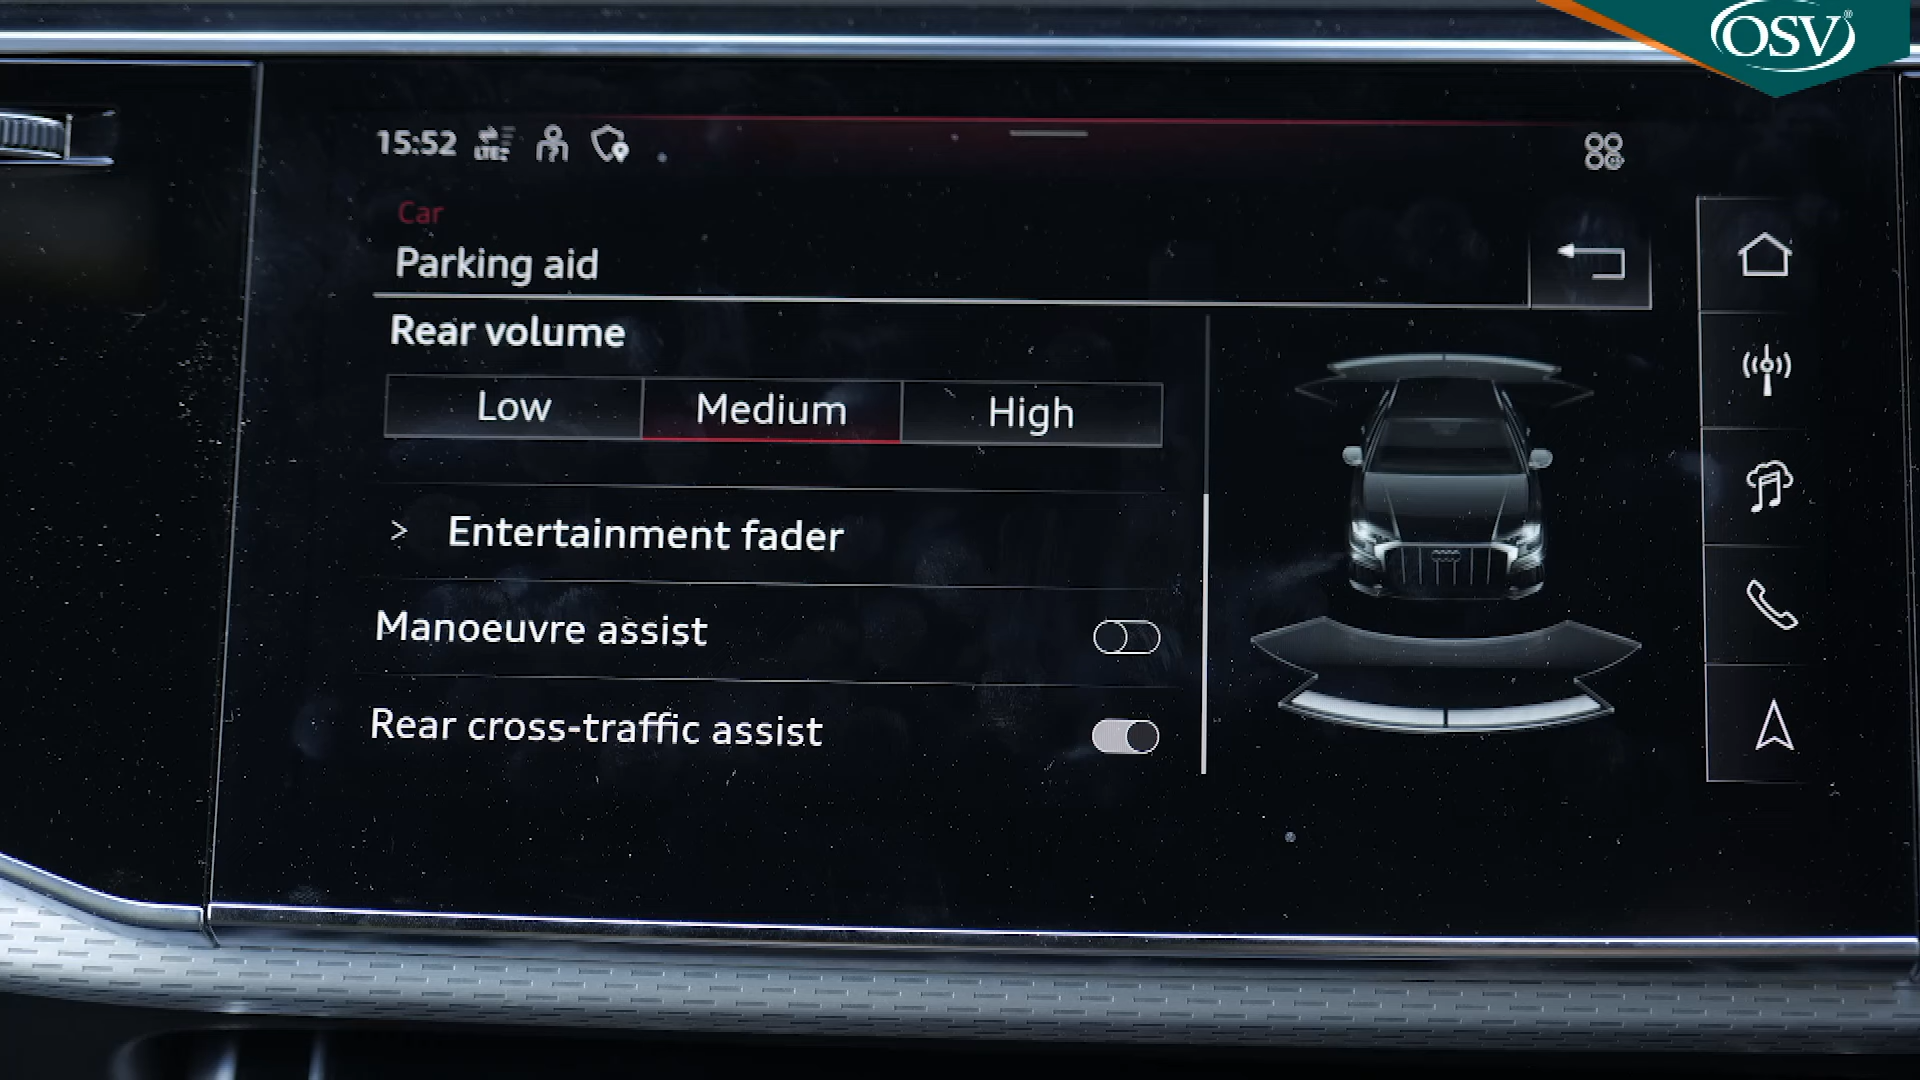 OSV®
15:52
LTE
Car
Parking aid
Rear volume
Low Medium High
> Entertainment fader
Manoeuvre assist
Rear cross-traffic assist